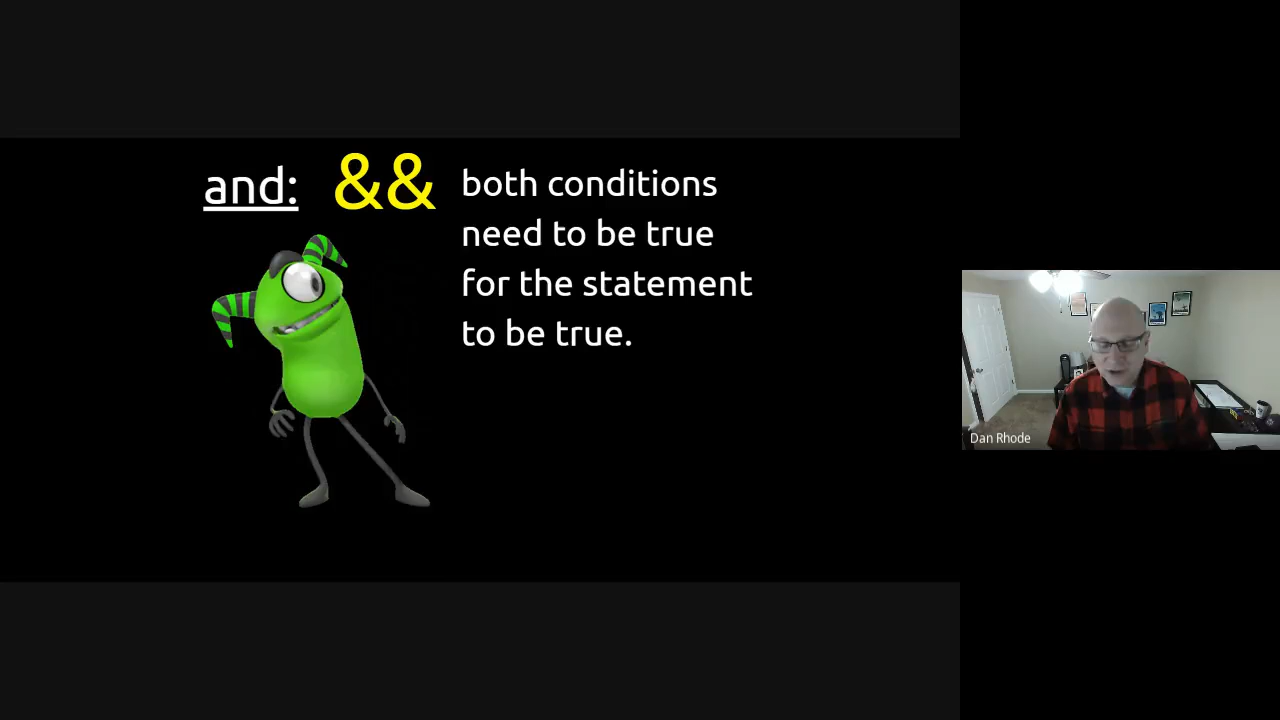 and: && both conditions
need to be true
for the statement
to be true.
Dan Rhode